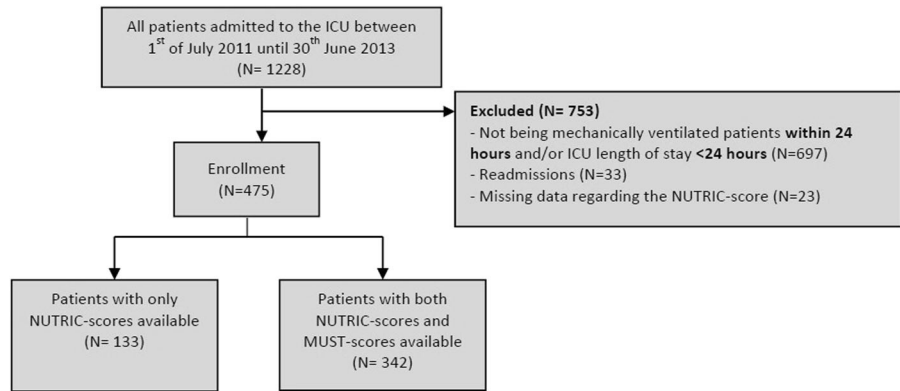 All patients admitted to the ICU between
1st of July 2011 until 30th June 2013
(N= 1228)
Excluded (N= 753)
- Not being mechanically ventilated patients within 24
hours and/or ICU length of stay <24 hours (N=697)
- Readmissions (N=33)
- Missing data regarding the NUTRIC-score (N=23)
Enrollment
(N=475)
Patients with only
NUTRIC-scores available
(N= 133)
Patients with both
NUTRIC-scores and
MUST-scores available
(N= 342)